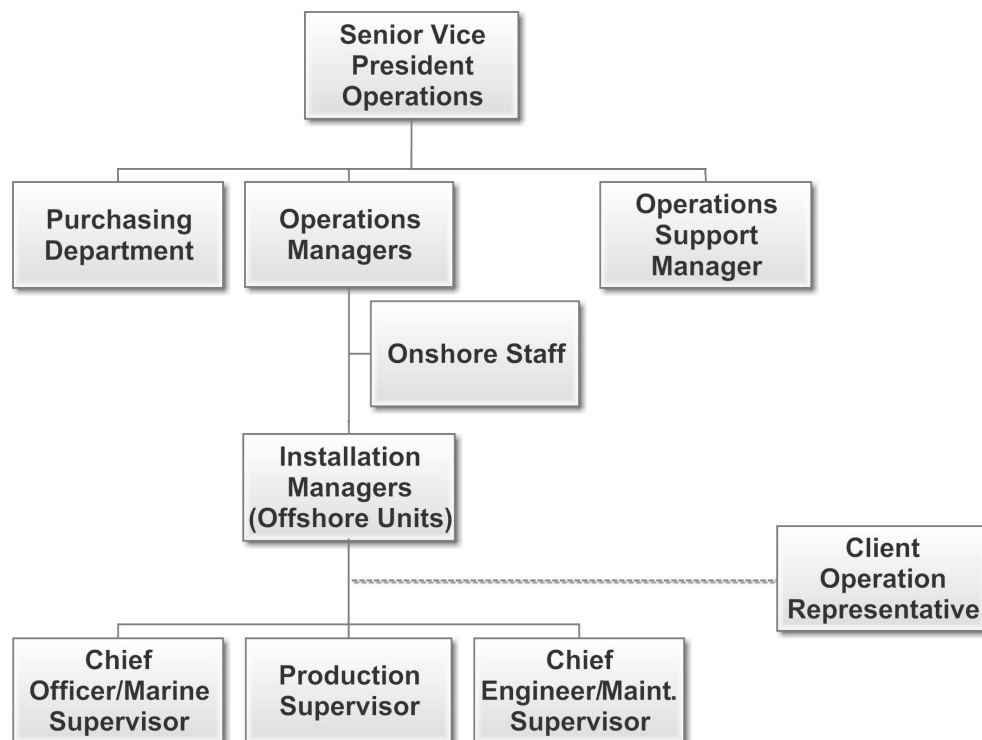 Senior Vice
President
Operations
Purchasing
Department
Operations
Managers
Operations
Support
Manager
Onshore Staff
Installation
Managers
(Offshore Units)
Client
Operation
Representative
Chief
Officer/Marine
Supervisor
Production
Supervisor
Chief
Engineer/Maint.
Supervisor